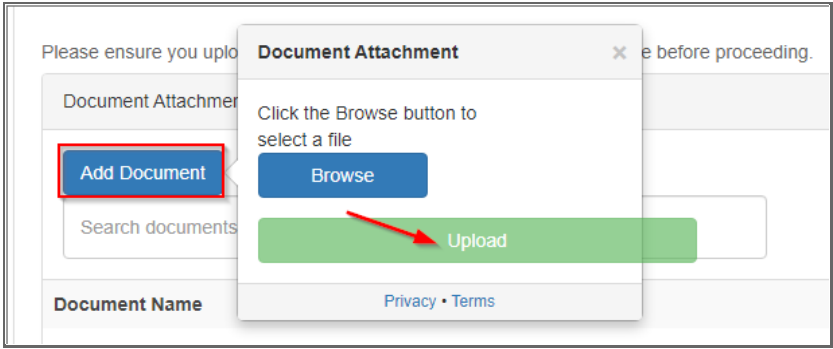 Please ensure you uplo
Document Attachment
e before proceeding.
Document Attachmer
Click the Browse button to
select a file
Add Document
Browse
Search documents
Upload
Document Name
Privacy • Terms